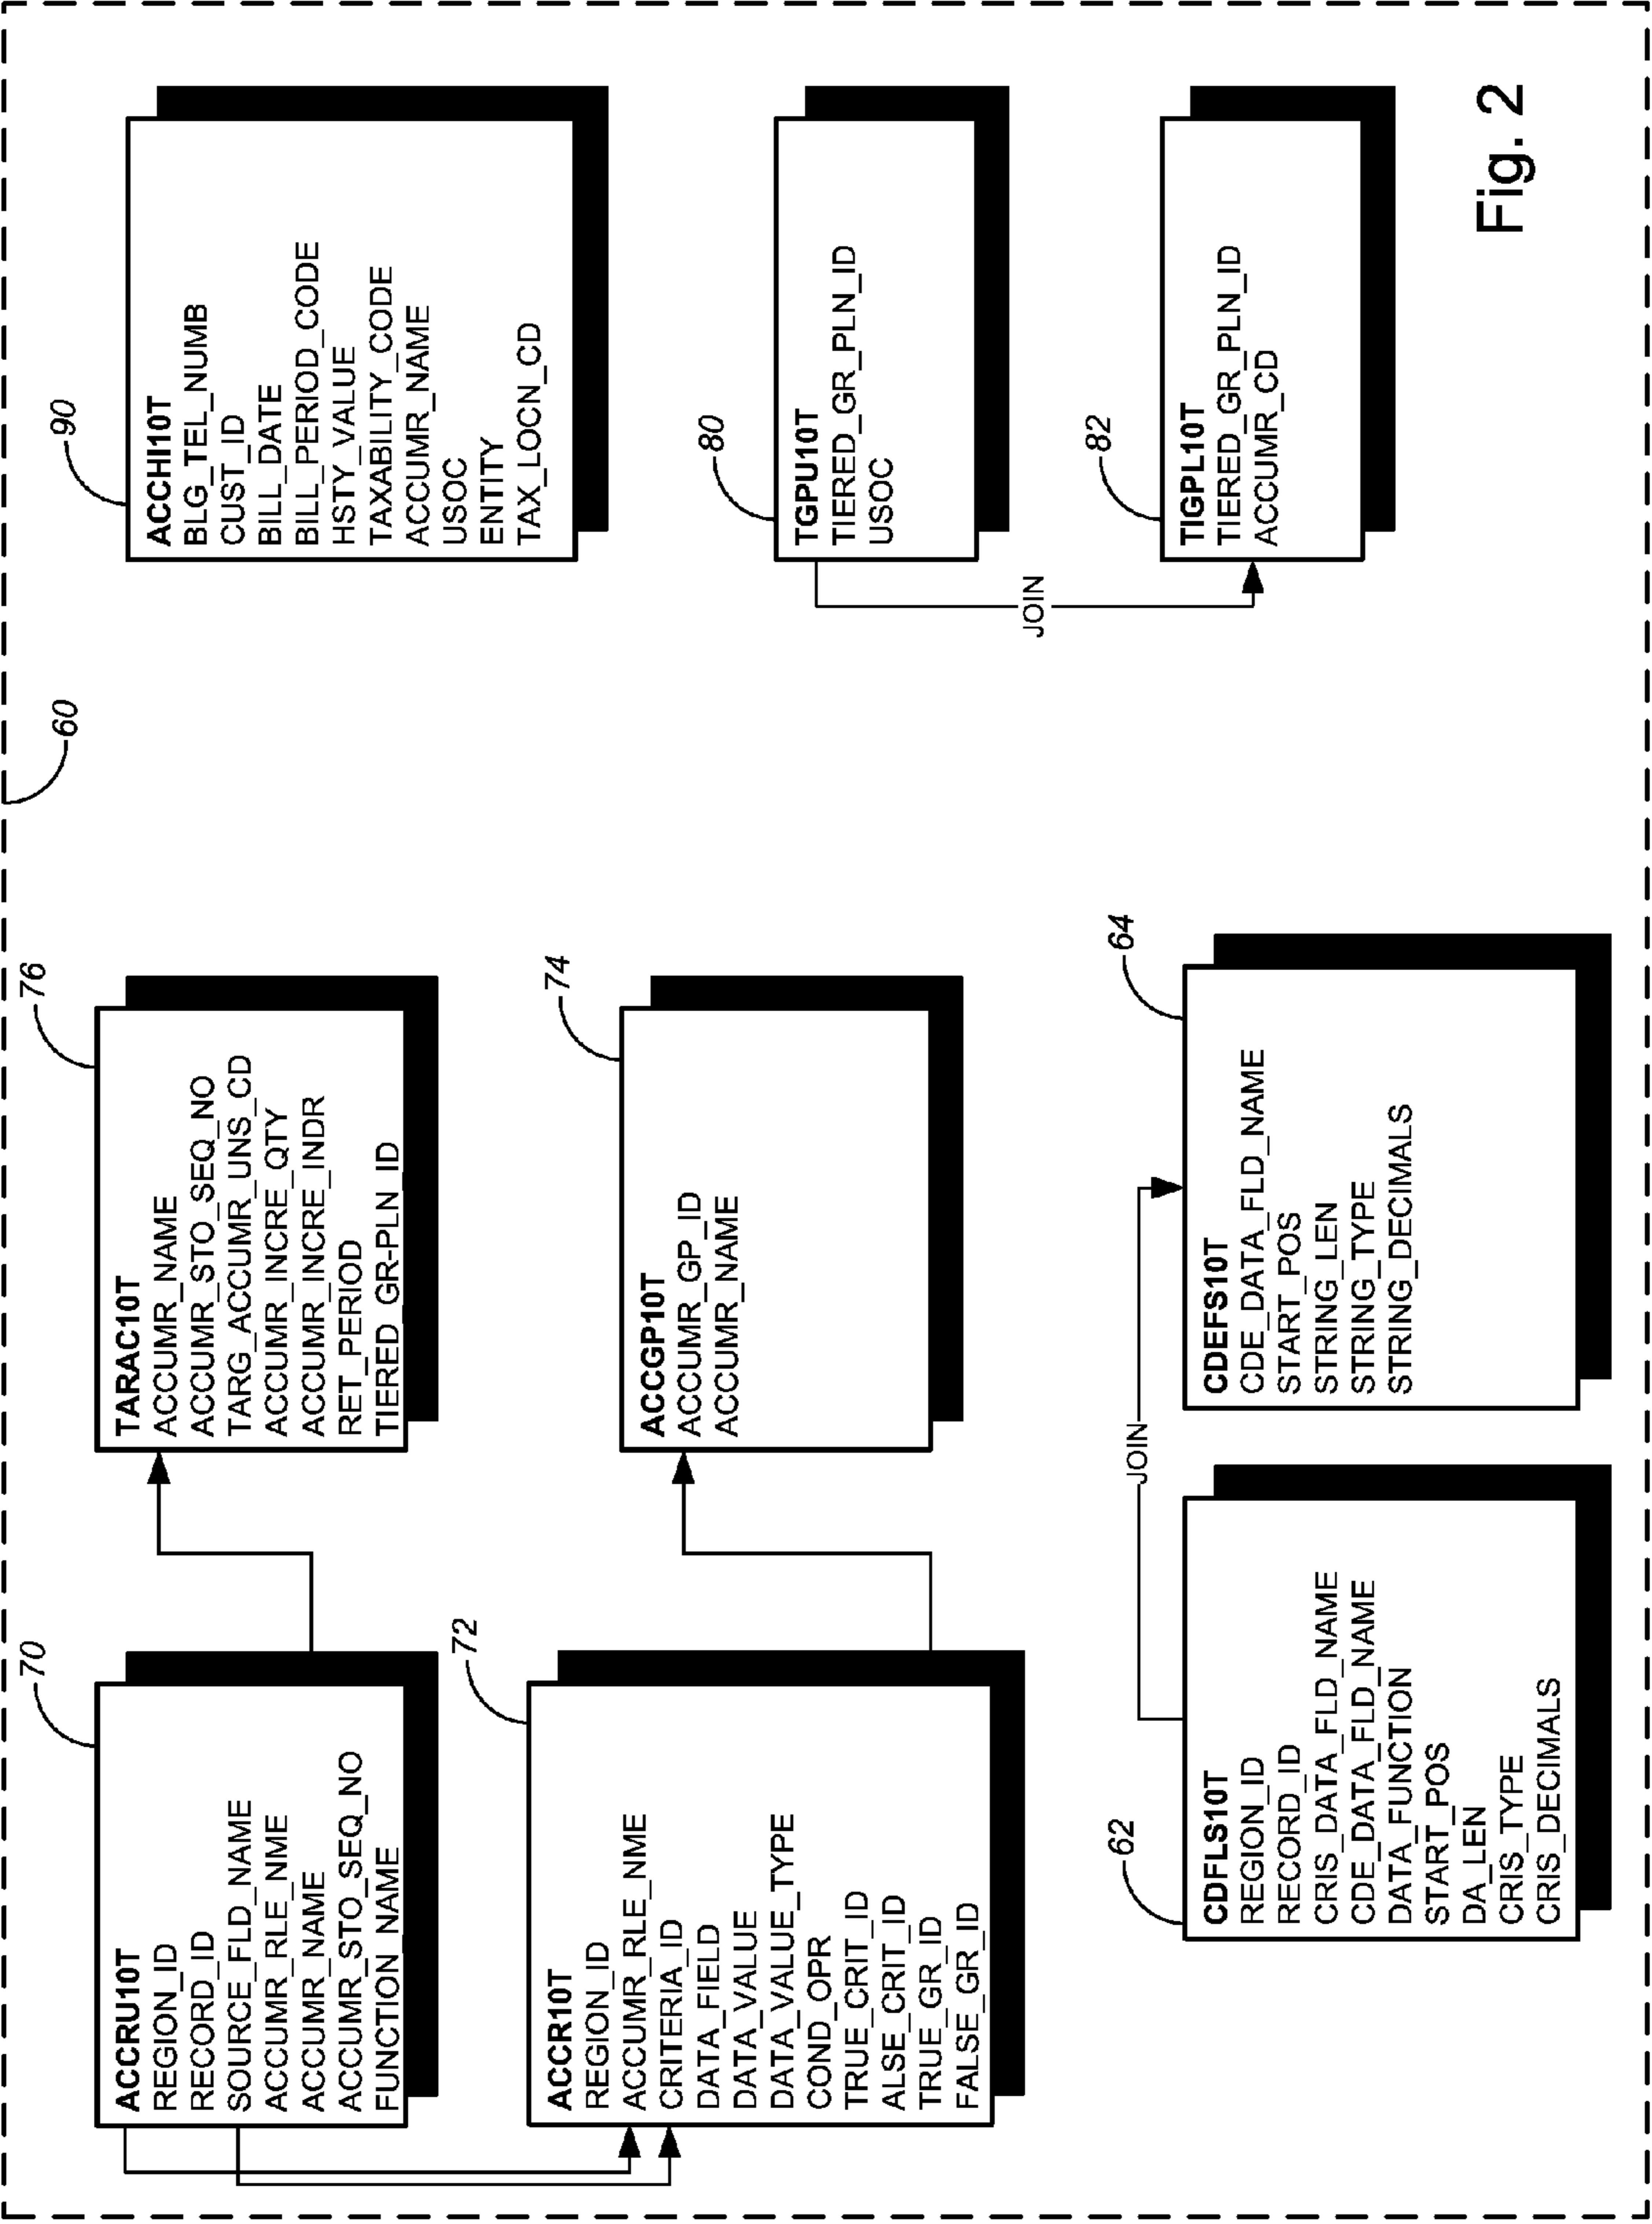 60
70
ACCRU10T
REGION_ID
RECORD_ID
SOURCE_FLD_NAME
ACCUMR_RLE_NME
ACCUMR_NAME
ACCUMR_STO_SEQ_NO
FUNCTION_NAME
76
TARAC10T
ACCUMR_NAME
ACCUMR_STO_SEQ_NO
TARG_ACCUMR_UNS_CD
ACCUMR_INCRE_QTY
ACCUMR_INCRE_INDR
RET_PERIOD
TIERED_GR-PLN_ID
90
ACCHI10T
BLG_TEL_NUMB
CUST_ID
BILL_DATE
BILL_PERIOD_CODE
HSTY_VALUE
TAXABILITY_CODE
ACCUMR_NAME
USOC
ENTITY
TAX_LOCN_CD
72
ACCR10T
REGION_ID
ACCUMR_RLE_NME
CRITERIA_ID
DATA_FIELD
DATA_VALUE
DATA_VALUE_TYPE
COND_OPR
TRUE_CRIT_ID
ALSE_CRIT_ID
TRUE_GR_ID
FALSE_GR_ID
74
ACCGP10T
ACCUMR_GP_ID
ACCUMR_NAME
80
TGPU10T
TIERED_GR_PLN_ID
USOC
JOIN
82
TIGPL10T
TIERED_GR_PLN_ID
ACCUMR_CD
62
CDFLS10T
REGION_ID
RECORD_ID
CRIS_DATA_FLD_NAME
CDE_DATA_FLD_NAME
DATA_FUNCTION
START_POS
DA_LEN
CRIS_TYPE
CRIS_DECIMALS
JOIN
64
CDEFS10T
CDE_DATA_FLD_NAME
START_POS
STRING_LEN
STRING_TYPE
STRING_DECIMALS
Fig. 2